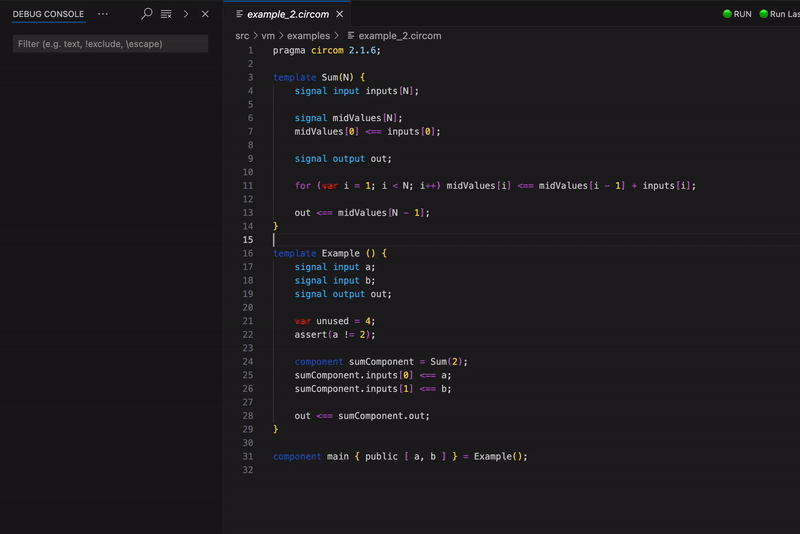 DEBUG CONSOLE
Filter (e.g. text, !exclude, \escape)
example_2.circom
RUN
Run Las
src > vm > examples > example_2.circom
1 pragma circom 2.1.6;
2
3 template Sum(N) {
4 signal input inputs[N];
5
6 signal midValues[N];
7 midValues[0] <== inputs[0];
8
9 signal output out;
10
11 for (var i = 1; i < N; i++) midValues[i] <== midValues[i - 1] + inputs[i];
12
13 out <== midValues[N - 1];
14 }
15
16 template Example () {
17 signal input a;
18 signal input b;
19 signal output out;
20
21 var unused = 4;
22 assert(a != 2);
23
24 component sumComponent = Sum(2);
25 sumComponent.inputs[0] <== a;
26 sumComponent.inputs[1] <== b;
27
28 out <== sumComponent.out;
29 }
30
31 component main { public [ a, b ] } = Example();
32